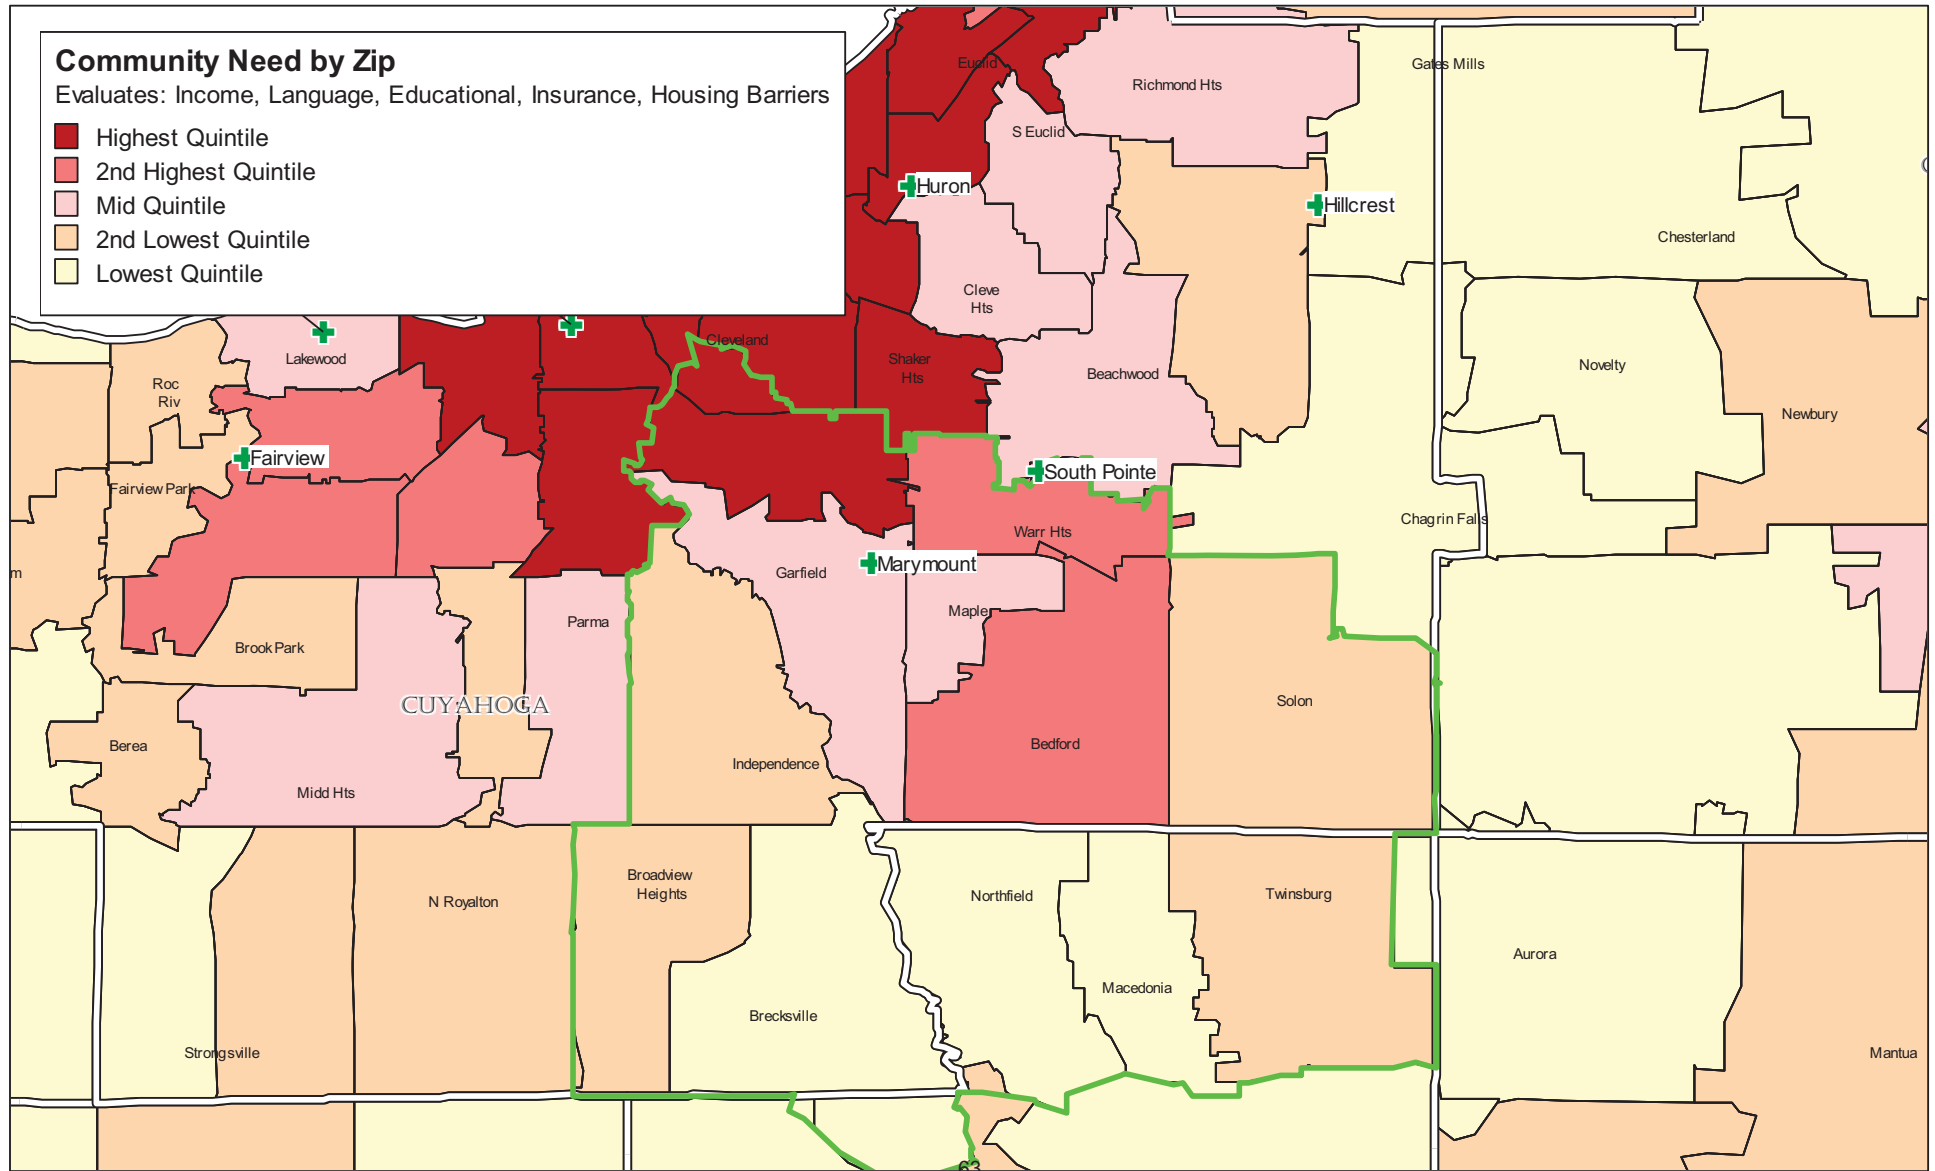 Community Need by Zip
Evaluates: Income, Language, Educational, Insurance, Housing Barriers
Highest Quintile
2nd Highest Quintile
Mid Quintile
2nd Lowest Quintile
Lowest Quintile
Euclid
Gates Mills
Richmond Hts
S Euclid
Huron
Hillcrest
Chesterland
Cleve
Hts
Cleveland
Lakewood
Shaker
Hts
Beachwood
Novelty
Roc
Riv
Newbury
Fairview
South Pointe
Fairview Park
Chagrin Falls
Warr Hts
Marymount
Garfield
m
Maple
Parma
Brook Park
CUYAHOGA
Solon
Berea
Bedford
Independence
Midd Hts
Broadview
Heights
N Royalton
Northfield
Twinsburg
Aurora
Macedonia
Brecksville
Strongsville
Mantua
63